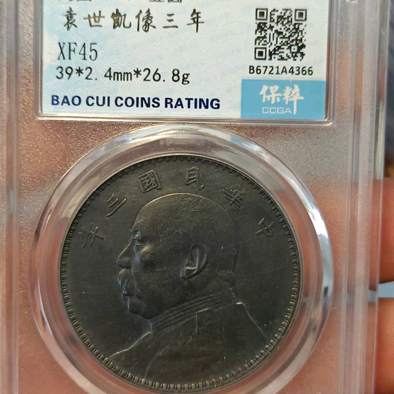 袁世凱像三年
XF45
39*2.4mm*26.8g
B6721A4366
BAO CUI COINS RATING
保粹
CCGA
中華民國三年